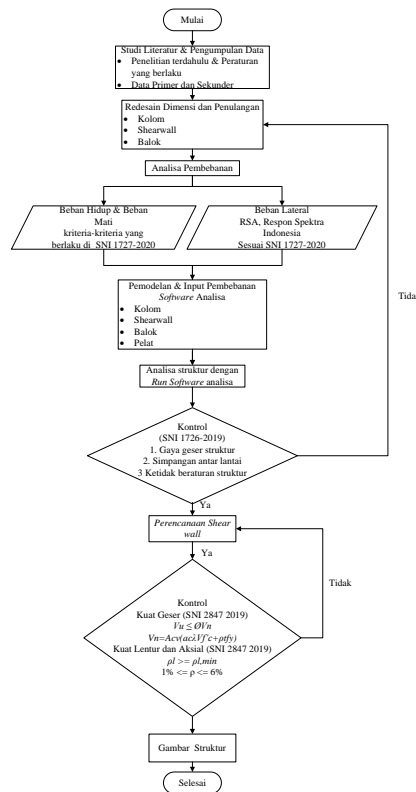 Mulai
Studi Literatur & Pengumpulan Data
• Penelitian terdahulu & Peraturan
yang berlaku
• Data Primer dan Sekunder
Redesain Dimensi dan Penulangan
• Kolom
• Shearwall
• Balok
Analisa Pembebanan
Beban Hidup & Beban
Mati
kriteria-kriteria yang
berlaku di SNI 1727-2020
Beban Lateral
RSA, Respon Spektra
Indonesia
Sesuai SNI 1727-2020
Pemodelan & Input Pembebanan
Software Analisa
• Kolom
• Shearwall
• Balok
• Pelat
Tida
Analisa struktur dengan
Run Software analisa
Kontrol
(SNI 1726-2019)
1. Gaya geser struktur
2. Simpangan antar lantai
3 Ketidak beraturan struktur
Ya
Perencanaan Shear
wall
Ya
Tidak
Kontrol
Kuat Geser (SNI 2847 2019)
Vu ≤ ØVn
Vn=Acv(αcλVf'c+ρtfy)
Kuat Lentur dan Aksial (SNI 2847 2019)
ρl >= ρl,min
1% <= ρ <= 6%
Gambar Struktur
Selesai